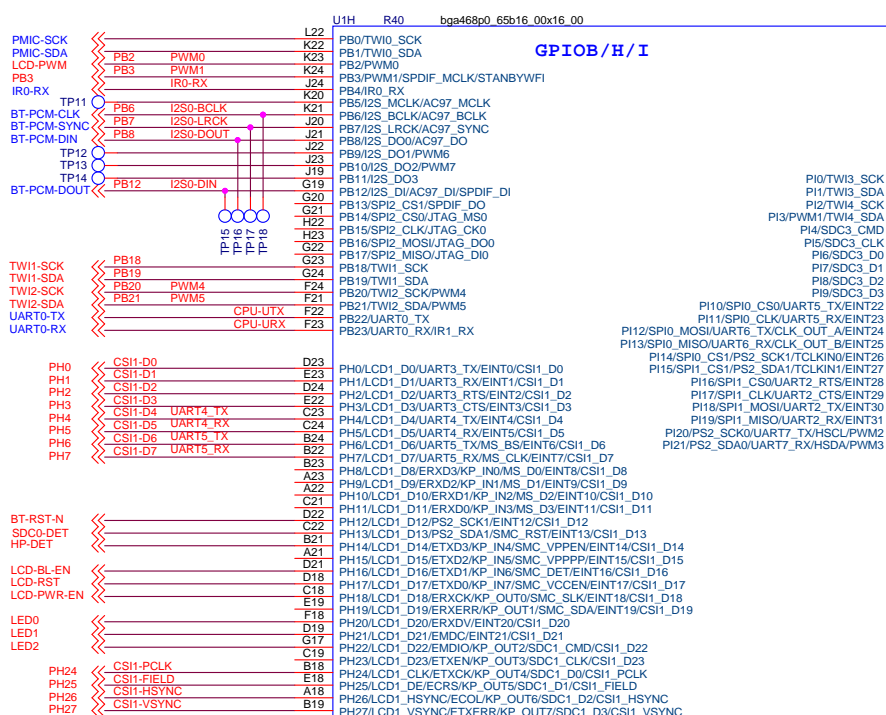 U1H R40 bga468p0_65b16_00x16_00
GPIOB/H/I
PMIC-SCK L22 PB0/TWI0_SCK
PMIC-SDA K22 PB1/TWI0_SDA
LCD-PWM PB2 PWM0 K23 PB2/PWM0
PB3 PB3 PWM1 K24 PB3/PWM1/SPDIF_MCLK/STANBYWFI
IR0-RX IR0-RX J24 PB4/IR0_RX
TP11 K20 PB5/I2S_MCLK/AC97_MCLK
BT-PCM-CLK PB6 I2S0-BCLK K21 PB6/I2S_BCLK/AC97_BCLK
BT-PCM-SYNC PB7 I2S0-LRCK J20 PB7/I2S_LRCK/AC97_SYNC
BT-PCM-DIN PB8 I2S0-DOUT J21 PB8/I2S_DO0/AC97_DO
TP12 J22 PB9/I2S_DO1/PWM6
TP13 J23 PB10/I2S_DO2/PWM7
TP14 J19 PB11/I2S_DO3 PI0/TWI3_SCK
BT-PCM-DOUT PB12 I2S0-DIN G19 PB12/I2S_DI/AC97_DI/SPDIF_DI PI1/TWI3_SDA
G20 PB13/SPI2_CS1/SPDIF_DO PI2/TWI4_SCK
G21 PB14/SPI2_CS0/JTAG_MS0 PI3/PWM1/TWI4_SDA
H22 PB15/SPI2_CLK/JTAG_CK0 PI4/SDC3_CMD
H23 PB16/SPI2_MOSI/JTAG_DO0 PI5/SDC3_CLK
G22 PB17/SPI2_MISO/JTAG_DI0 PI6/SDC3_D0
TP15 TP16 TP17 TP18
TWI1-SCK PB18 G23 PB18/TWI1_SCK PI7/SDC3_D1
TWI1-SDA PB19 G24 PB19/TWI1_SDA PI8/SDC3_D2
TWI2-SCK PB20 PWM4 F24 PB20/TWI2_SCK/PWM4 PI9/SDC3_D3
TWI2-SDA PB21 PWM5 F21 PB21/TWI2_SDA/PWM5 PI10/SPI0_CS0/UART5_TX/EINT22
UART0-TX CPU-UTX F22 PB22/UART0_TX PI11/SPI0_CLK/UART5_RX/EINT23
UART0-RX CPU-URX F23 PB23/UART0_RX/IR1_RX PI12/SPI0_MOSI/UART6_TX/CLK_OUT_A/EINT24
PI13/SPI0_MISO/UART6_RX/CLK_OUT_B/EINT25
PI14/SPI0_CS1/PS2_SCK1/TCLKIN0/EINT26
PH0 CSI1-D0 D23 PH0/LCD1_D0/UART3_TX/EINT0/CSI1_D0 PI15/SPI1_CS1/PS2_SDA1/TCLKIN1/EINT27
PH1 CSI1-D1 E23 PH1/LCD1_D1/UART3_RX/EINT1/CSI1_D1 PI16/SPI1_CS0/UART2_RTS/EINT28
PH2 CSI1-D2 D24 PH2/LCD1_D2/UART3_RTS/EINT2/CSI1_D2 PI17/SPI1_CLK/UART2_CTS/EINT29
PH3 CSI1-D3 E22 PH3/LCD1_D3/UART3_CTS/EINT3/CSI1_D3 PI18/SPI1_MOSI/UART2_TX/EINT30
PH4 CSI1-D4 UART4_TX C23 PH4/LCD1_D4/UART4_TX/EINT4/CSI1_D4 PI19/SPI1_MISO/UART2_RX/EINT31
PH5 CSI1-D5 UART4_RX C24 PH5/LCD1_D5/UART4_RX/EINT5/CSI1_D5 PI20/PS2_SCK0/UART7_TX/HSCL/PWM2
PH6 CSI1-D6 UART5_TX B24 PH6/LCD1_D6/UART5_TX/MS_BS/EINT6/CSI1_D6 PI21/PS2_SDA0/UART7_RX/HSDA/PWM3
PH7 CSI1-D7 UART5_RX B22 PH7/LCD1_D7/UART5_RX/MS_CLK/EINT7/CSI1_D7
B23 PH8/LCD1_D8/ERXD3/KP_IN0/MS_D0/EINT8/CSI1_D8
A23 PH9/LCD1_D9/ERXD2/KP_IN1/MS_D1/EINT9/CSI1_D9
A22 PH10/LCD1_D10/ERXD1/KP_IN2/MS_D2/EINT10/CSI1_D10
C21 PH11/LCD1_D11/ERXD0/KP_IN3/MS_D3/EINT11/CSI1_D11
BT-RST-N D22 PH12/LCD1_D12/PS2_SCK1/EINT12/CSI1_D12
SDC0-DET C22 PH13/LCD1_D13/PS2_SDA1/SMC_RST/EINT13/CSI1_D13
HP-DET B21 PH14/LCD1_D14/ETXD3/KP_IN4/SMC_VPPEN/EINT14/CSI1_D14
A21 PH15/LCD1_D15/ETXD2/KP_IN5/SMC_VPPPP/EINT15/CSI1_D15
LCD-BL-EN D21 PH16/LCD1_D16/ETXD1/KP_IN6/SMC_DET/EINT16/CSI1_D16
LCD-RST D18 PH17/LCD1_D17/ETXD0/KP_IN7/SMC_VCCEN/EINT17/CSI1_D17
LCD-PWR-EN C18 PH18/LCD1_D18/ERXCK/KP_OUT0/SMC_SLK/EINT18/CSI1_D18
E19 PH19/LCD1_D19/ERXERR/KP_OUT1/SMC_SDA/EINT19/CSI1_D19
LED0 F18 PH20/LCD1_D20/ERXDV/EINT20/CSI1_D20
LED1 D19 PH21/LCD1_D21/EMDC/EINT21/CSI1_D21
LED2 G17 PH22/LCD1_D22/EMDIO/KP_OUT2/SDC1_CMD/CSI1_D22
C19 PH23/LCD1_D23/ETXEN/KP_OUT3/SDC1_CLK/CSI1_D23
PH24 CSI1-PCLK B18 PH24/LCD1_CLK/ETXCK/KP_OUT4/SDC1_D0/CSI1_PCLK
PH25 CSI1-FIELD E18 PH25/LCD1_DE/ECRS/KP_OUT5/SDC1_D1/CSI1_FIELD
PH26 CSI1-HSYNC A18 PH26/LCD1_HSYNC/ECOL/KP_OUT6/SDC1_D2/CSI1_HSYNC
PH27 CSI1-VSYNC B19 PH27/LCD1_VSYNC/ETXERR/KP_OUT7/SDC1_D3/CSI1_VSYNC